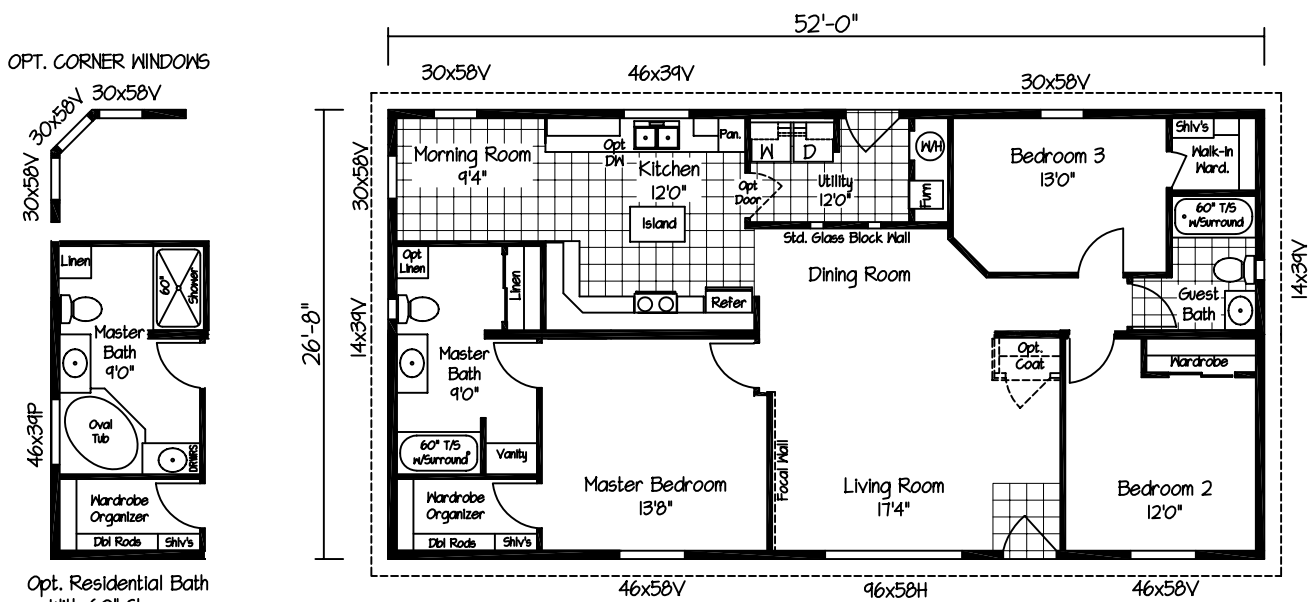 52'-0"
OPT. CORNER WINDOWS
30x58V
30x58V
30x58V
30x58V
46x39V
30x58V
30x58V
14x39V
26'-8"
14x39V
Morning Room
9'4"
Opt
DW
Kitchen
12'0"
Island
Pan.
Opt
Door
W
D
Utility
12'0"
W/H
Furn
Std. Glass Block Wall
Bedroom 3
13'0"
Shlv's
Walk-In
Ward.
60" T/S
w/Surround
Guest
Bath
Dining Room
Refer
Opt
Linen
Linen
Master
Bath
9'0"
60" T/S
w/Surround
Vanity
Wardrobe
Organizer
Dbl Rods
Shlv's
Master Bedroom
13'8"
Focal Wall
Living Room
17'4"
Opt.
Coat
Wardrobe
Bedroom 2
12'0"
46x58V
96x58H
46x58V
Linen
60"
Shower
Master
Bath
9'0"
46x39P
Oval
Tub
DRWRS
Wardrobe
Organizer
Dbl Rods
Shlv's
Opt. Residential Bath